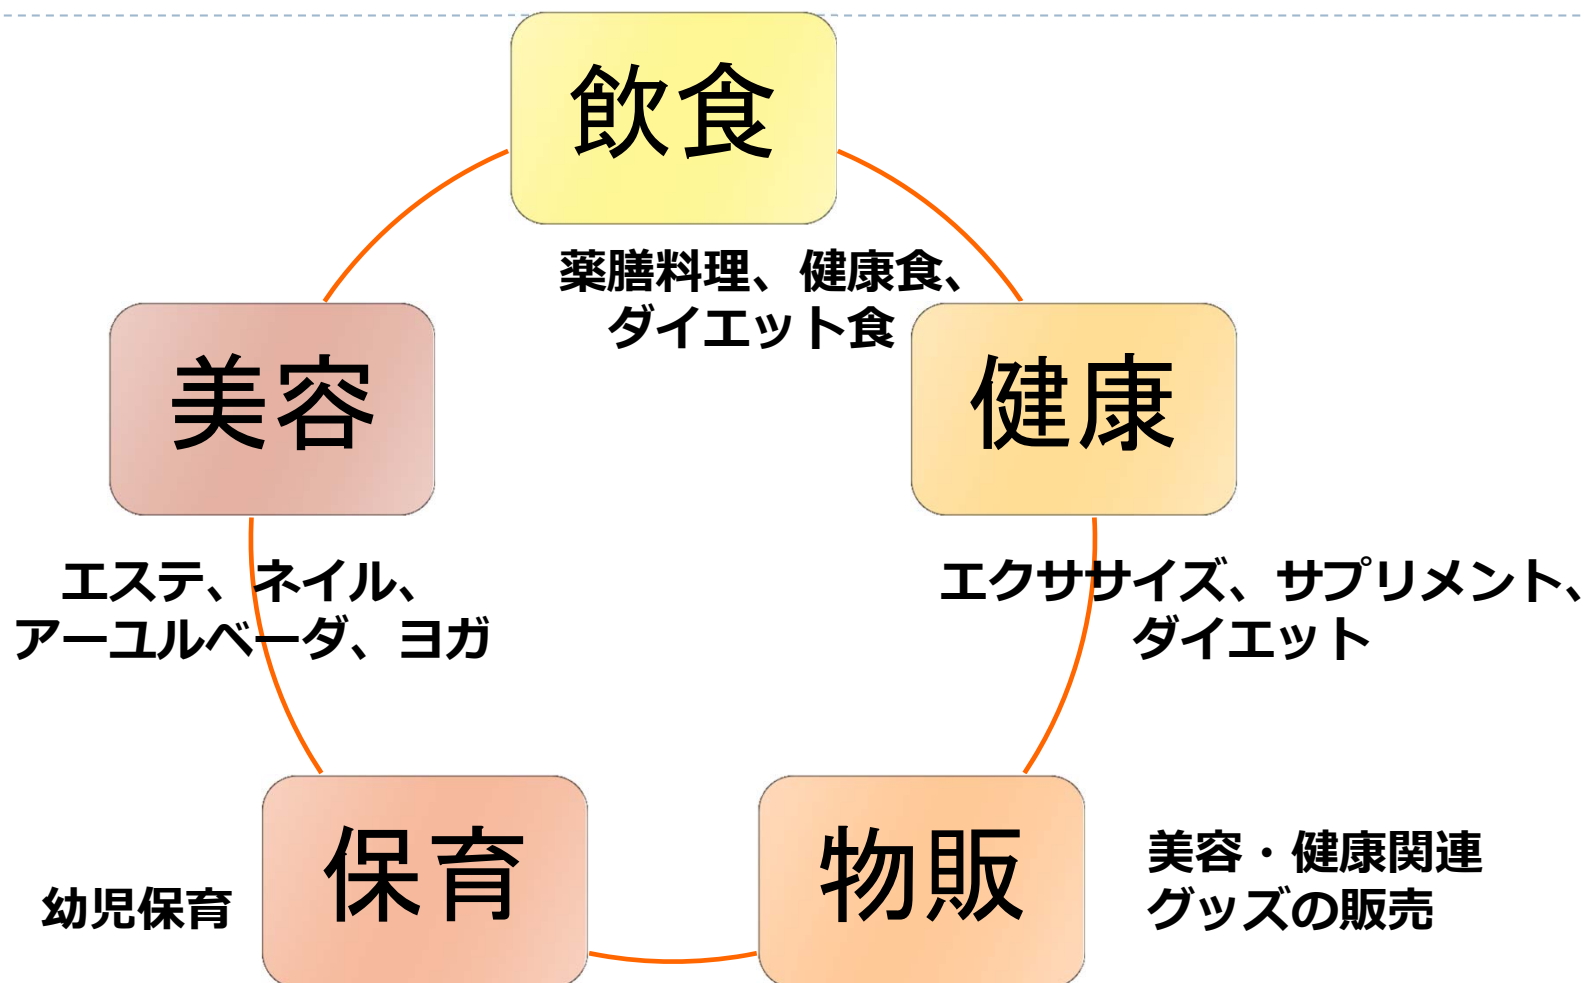 飲食
薬膳料理、健康食、
ダイエット食
美容
健康
エステ、ネイル、
アーユルベーダ、ヨガ
エクササイズ、サプリメント、
ダイエット
保育
物販
幼児保育
美容・健康関連
グッズの販売